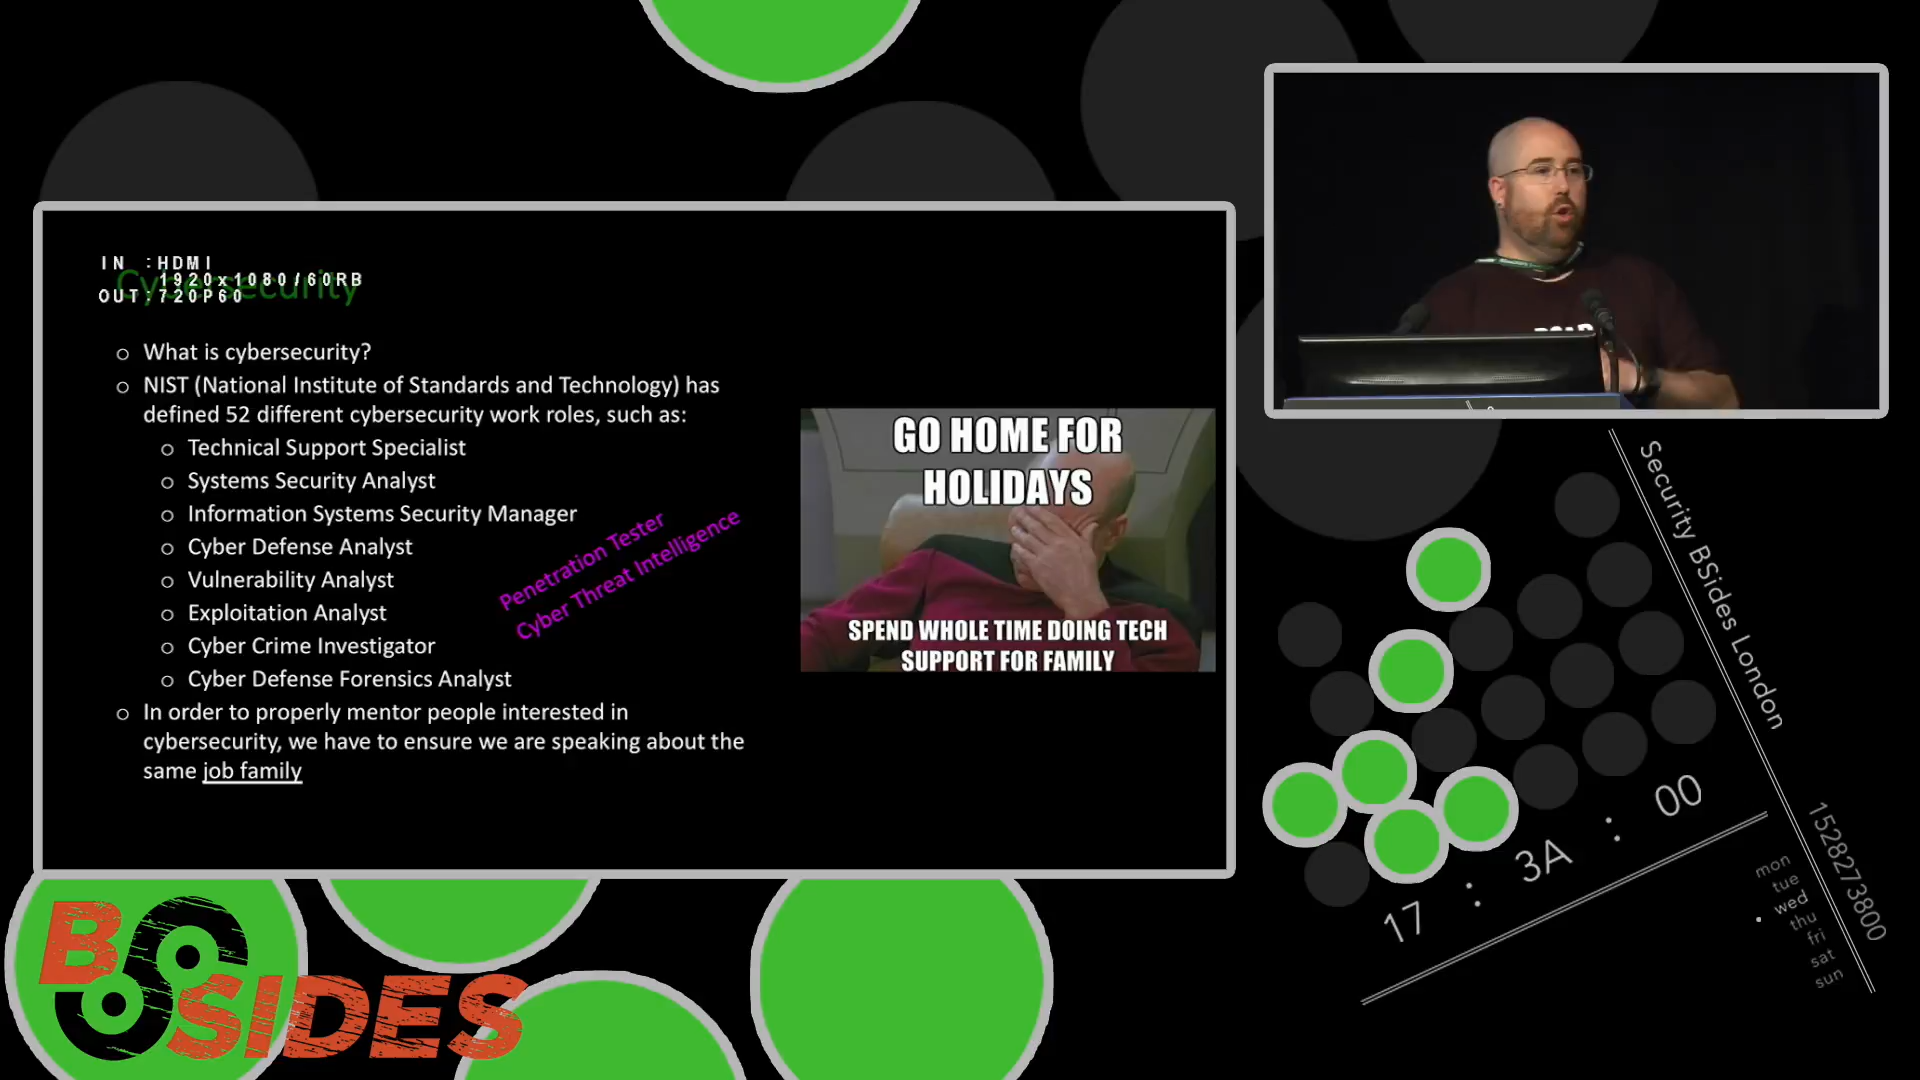 IN :HDMI
1920x1080/60RB
OUT:720P60
Cybersecurity
o What is cybersecurity?
o NIST (National Institute of Standards and Technology) has
defined 52 different cybersecurity work roles, such as:
o Technical Support Specialist
o Systems Security Analyst
o Information Systems Security Manager
o Cyber Defense Analyst
o Vulnerability Analyst
o Exploitation Analyst
o Cyber Crime Investigator
o Cyber Defense Forensics Analyst
Penetration Tester
Cyber Threat Intelligence
o In order to properly mentor people interested in
cybersecurity, we have to ensure we are speaking about the
same job family
GO HOME FOR
HOLIDAYS
SPEND WHOLE TIME DOING TECH
SUPPORT FOR FAMILY
Security BSides London
17 : 3A : 00
1528273800
mon
tue
wed
thu
fri
sat
sun
BSIDES